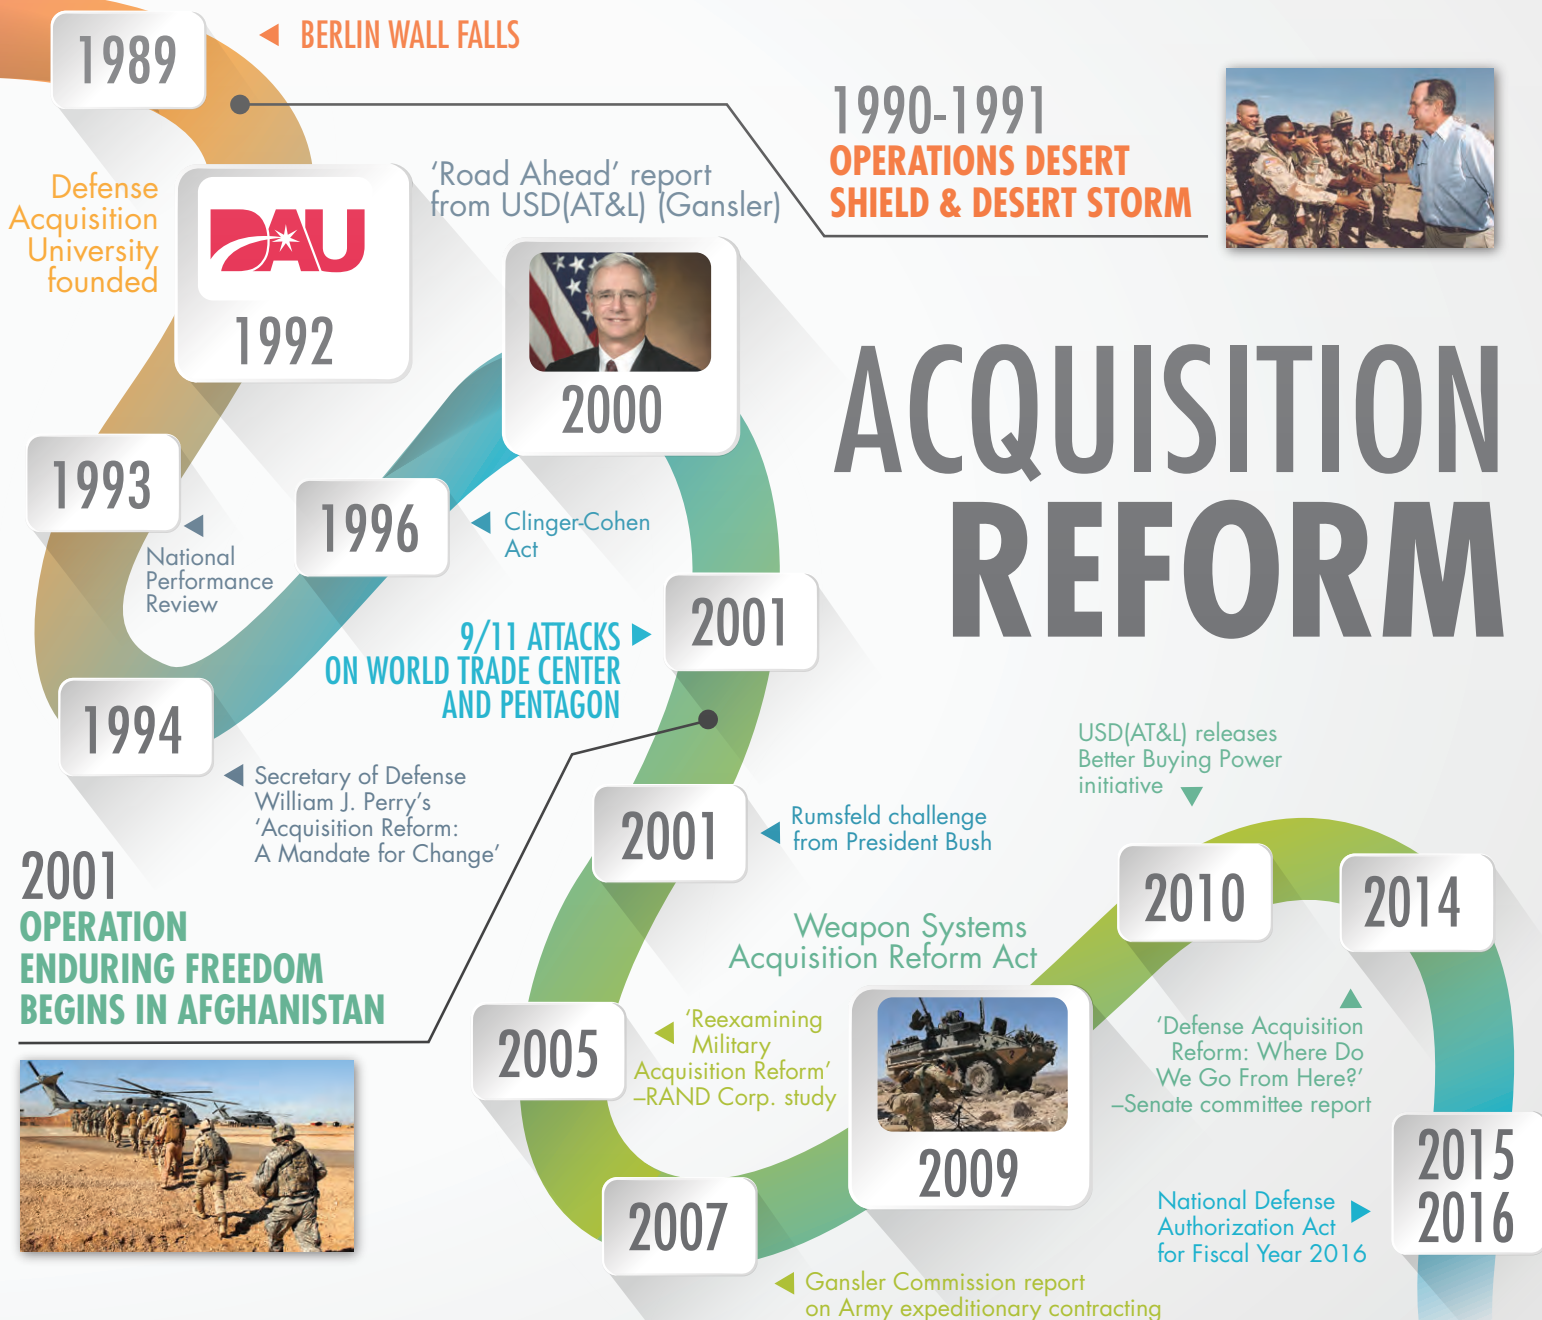 1989
BERLIN WALL FALLS
1990-1991
OPERATIONS DESERT
SHIELD & DESERT STORM
Defense
Acquisition
University
founded
DAU
1992
'Road Ahead' report
from USD(AT&L) (Gansler)
2000
ACQUISITION
REFORM
1993
National
Performance
Review
1996
Clinger-Cohen
Act
1994
Secretary of Defense
William J. Perry's
'Acquisition Reform:
A Mandate for Change'
9/11 ATTACKS
ON WORLD TRADE CENTER
AND PENTAGON
2001
2001
OPERATION
ENDURING FREEDOM
BEGINS IN AFGHANISTAN
2001
Rumsfeld challenge
from President Bush
2005
'Reexamining
Military
Acquisition Reform'
–RAND Corp. study
2007
Gansler Commission report
on Army expeditionary contracting
Weapon Systems
Acquisition Reform Act
2009
USD(AT&L) releases
Better Buying Power
initiative
2010
2014
'Defense Acquisition
Reform: Where Do
We Go From Here?'
–Senate committee report
National Defense
Authorization Act
for Fiscal Year 2016
2015
2016